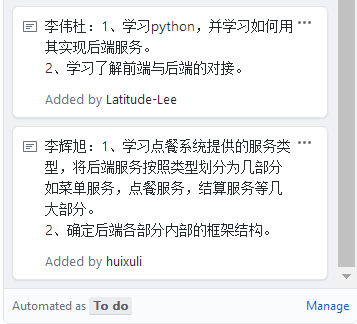 李伟杜：1、学习python，并学习如何用
其实现后端服务。
2、学习了解前端与后端的对接。
Added by Latitude-Lee
李辉旭：1、学习点餐系统提供的服务类
型，将后端服务按照类型划分为几部分
如菜单服务，点餐服务，结算服务等几
大部分。
2、确定后端各部分内部的框架结构。
Added by huixuli
Automated as To do
Manage